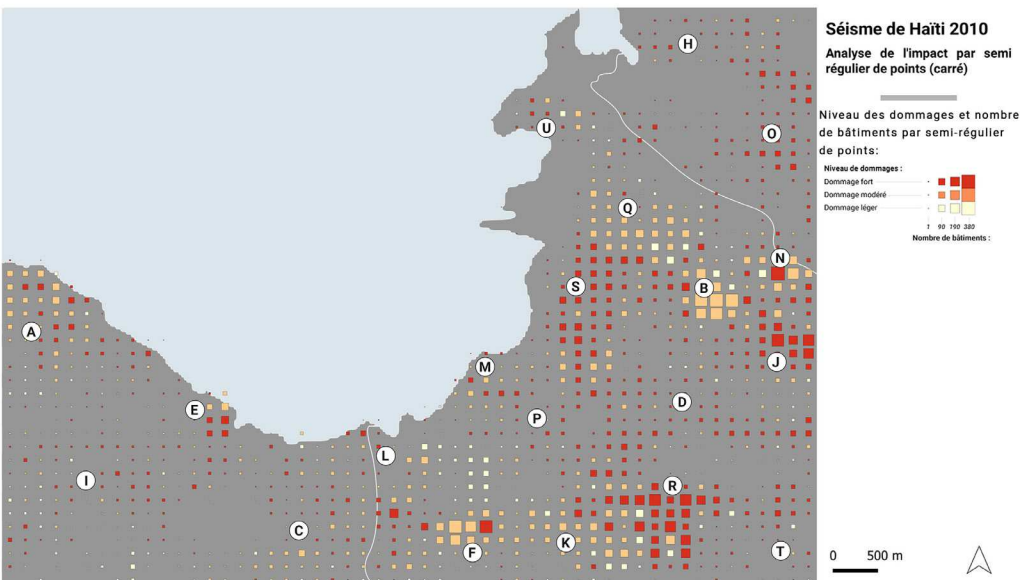 Séisme de Haïti 2010
Analyse de l'impact par semi
régulier de points (carré)
Niveau des dommages et nombre
de bâtiments par semi-régulier
de points:
Niveau de dommages :
Dommage fort
Dommage modéré
Dommage léger
1 90 190 380
Nombre de bâtiments :
H
U
O
Q
N
S
B
A
J
M
D
E
P
L
I
R
C
K
F
T
0 500 m